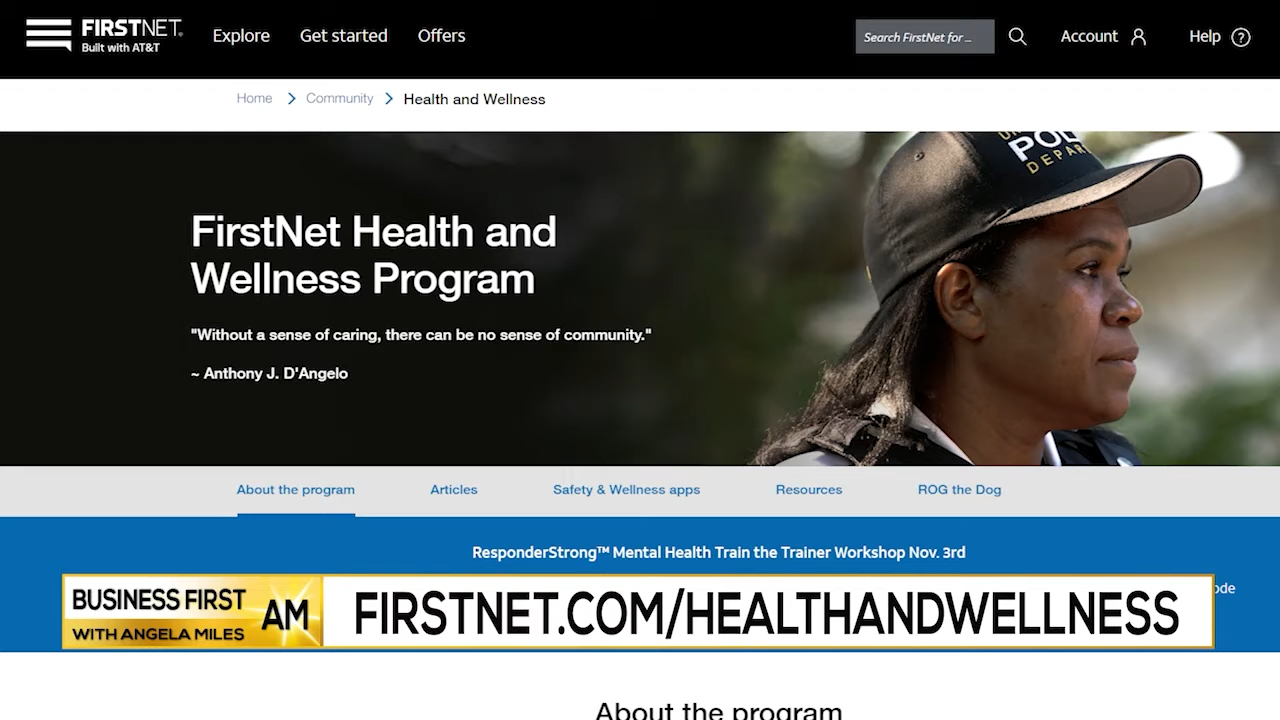 FIRSTNET
Built with AT&T
Explore
Get started
Offers
Search FirstNet for ...
Account
Help
Home
Community
Health and Wellness
POL
DEPAR
FirstNet Health and
Wellness Program
"Without a sense of caring, there can be no sense of community."
~ Anthony J. D'Angelo
About the program
Articles
Safety & Wellness apps
Resources
ROG the Dog
ResponderStrong™ Mental Health Train the Trainer Workshop Nov. 3rd
ode
BUSINESS FIRST
AM
WITH ANGELA MILES
FIRSTNET.COM/HEALTHANDWELLNESS
About the program